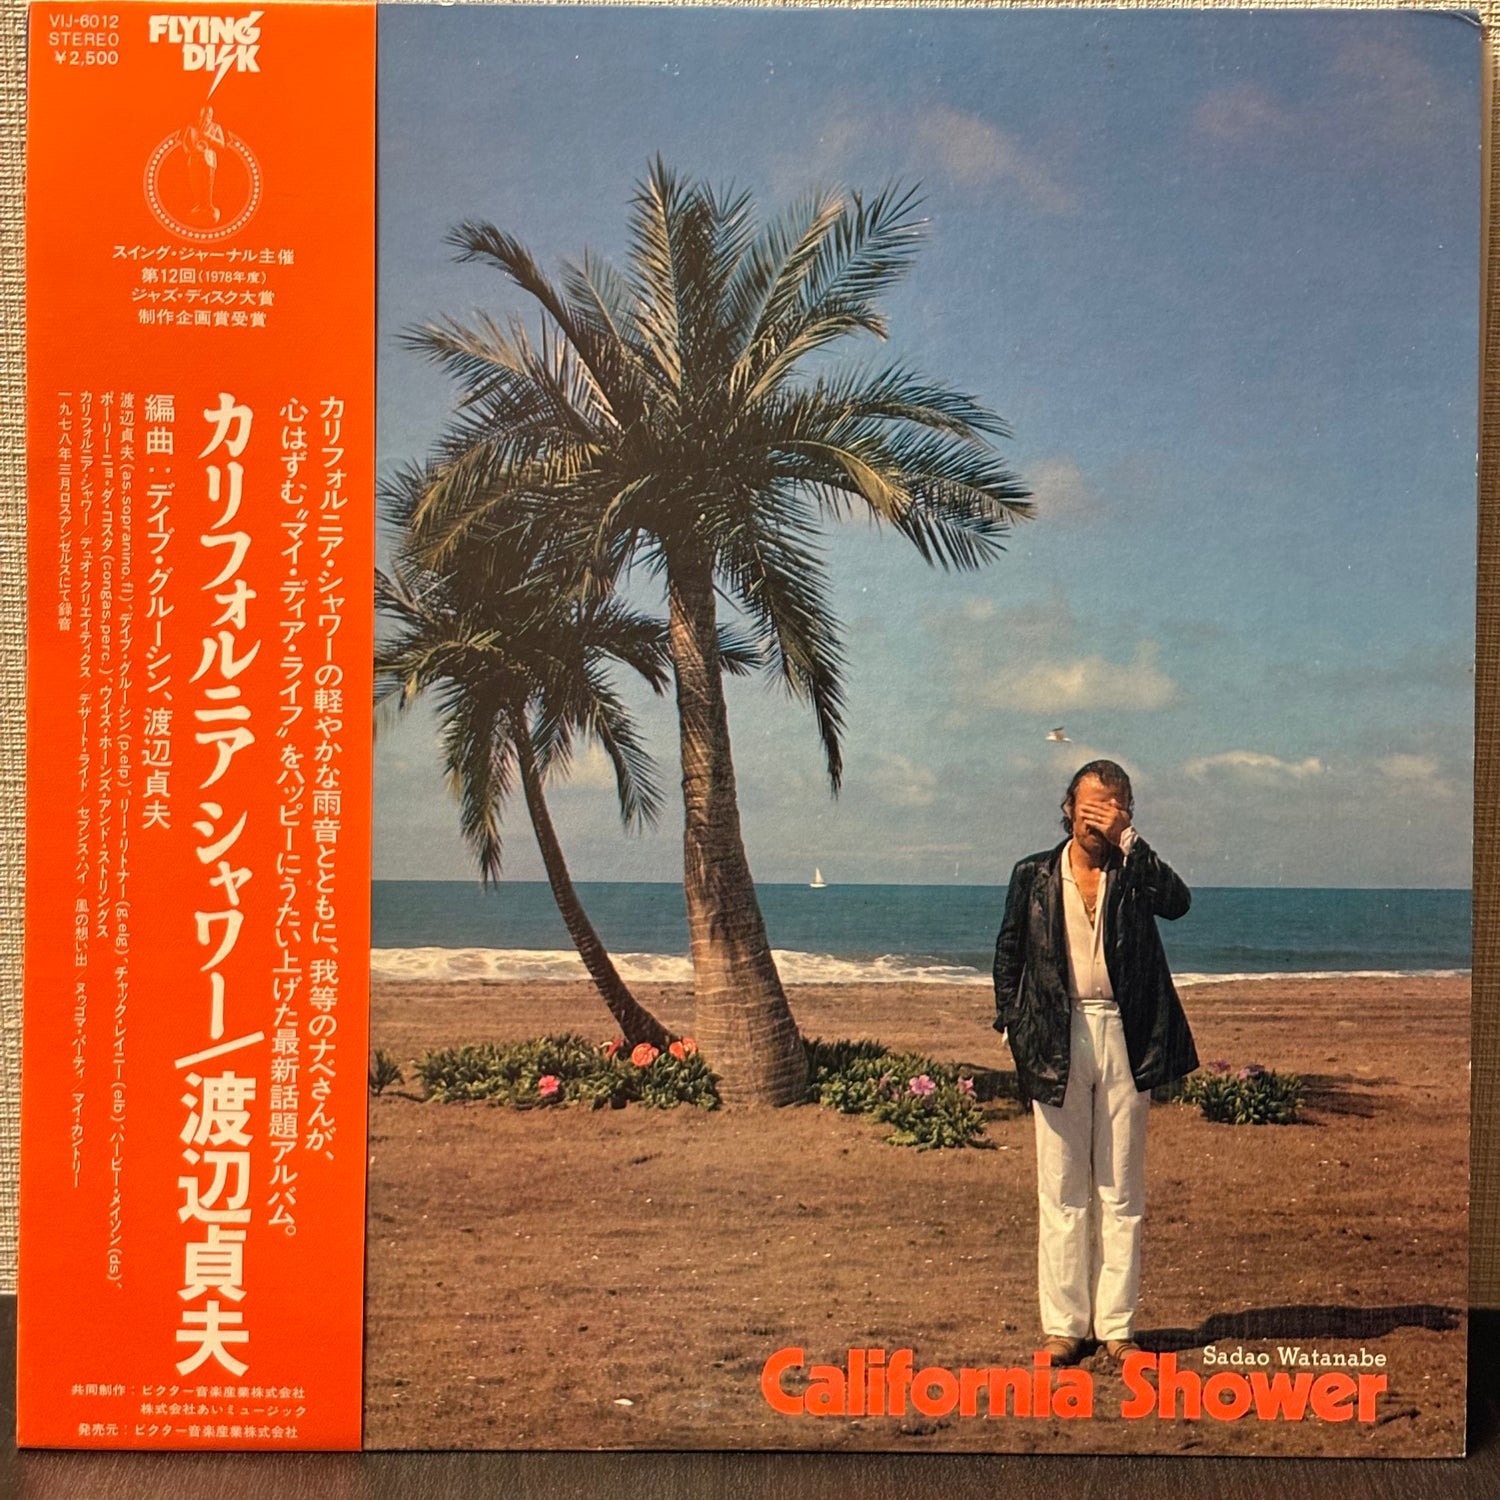 VIJ-6012
STEREO
¥2,500
FLYING
DISK
スイング・ジャーナル主催
第12回(1978年度)
ジャズ・ディスク大賞
制作企画賞受賞
カリフォルニア・シャワーの軽やかな雨音とともに、我等のナベさんが、
心はずむ〝マイ・ディア・ライフ〟をハッピーにうたい上げた最新話題アルバム。
カリフォルニア シャワー/渡辺貞夫
編曲:デイブ・グルーシン、渡辺貞夫
渡辺貞夫(as,sopranino,fl)、デイブ・グルーシン(p,elp)、リー・リトナー(g,elg)、チャック・レイニー(elb)、ハービー・メイソン(ds)、
ポーリーニョ・ダ・コスタ(congas,perc.)、ウイズ・ホーンズ・アンド・ストリングス
カリフォルニア・シャワー/デュオ・クリエイティクス/デザート・ライド/セブンス・ハイ/風の想い出/ヌゥゴマ・パーティ/マイ・カントリー
一九七八年三月ロスアンゼルスにて録音
共同制作:ビクター音楽産業株式会社
株式会社あいミュージック
発売元:ビクター音楽産業株式会社
Sadao Watanabe
California Shower